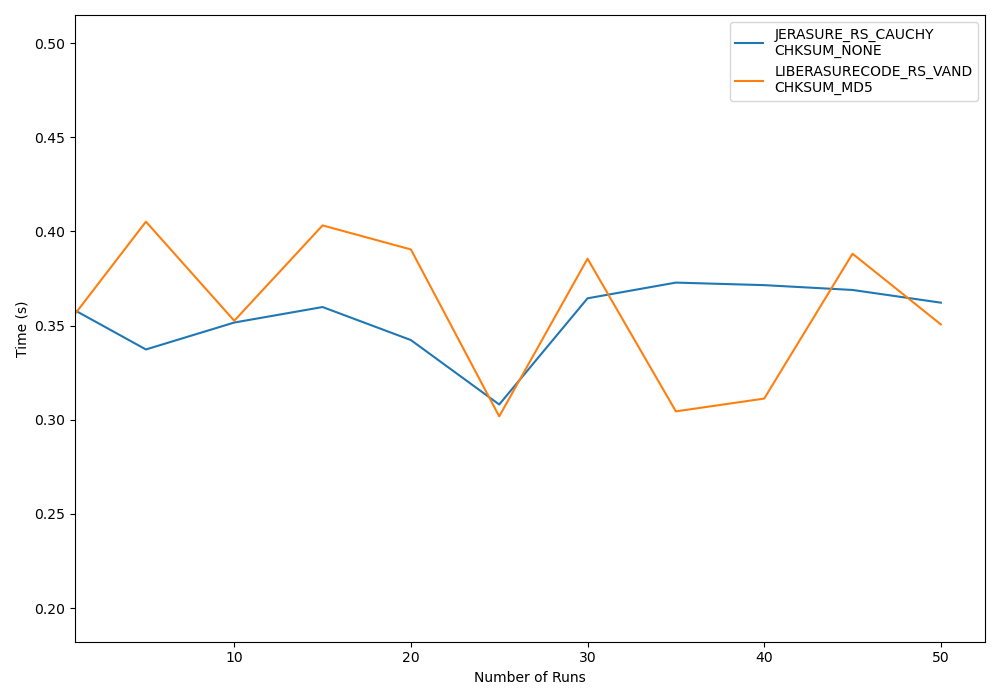 JERASURE_RS_CAUCHY
CHKSUM_NONE
LIBERASURECODE_RS_VAND
CHKSUM_MD5
0.50
0.45
0.40
0.35
0.30
0.25
0.20
Time (s)
10 20 30 40 50
Number of Runs